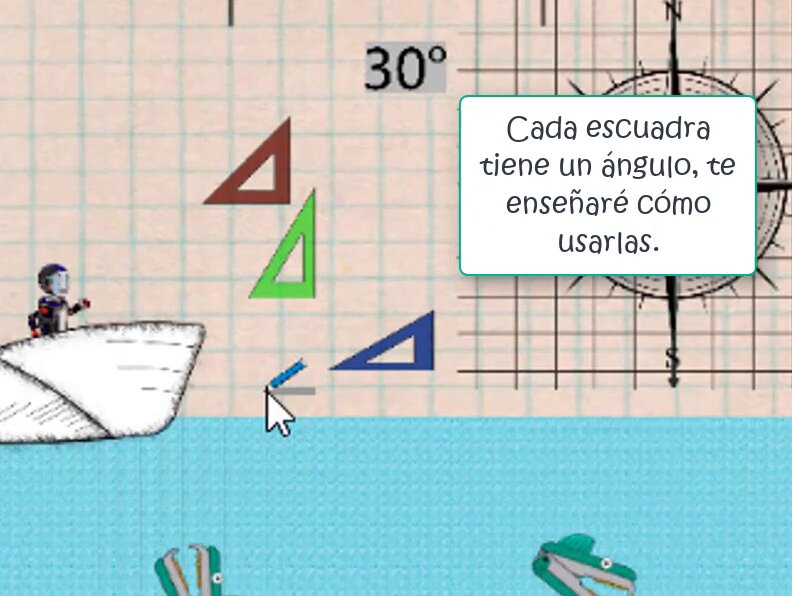 N
30°
Cada escuadra
tiene un ángulo, te
enseñaré cómo
usarlas.
S